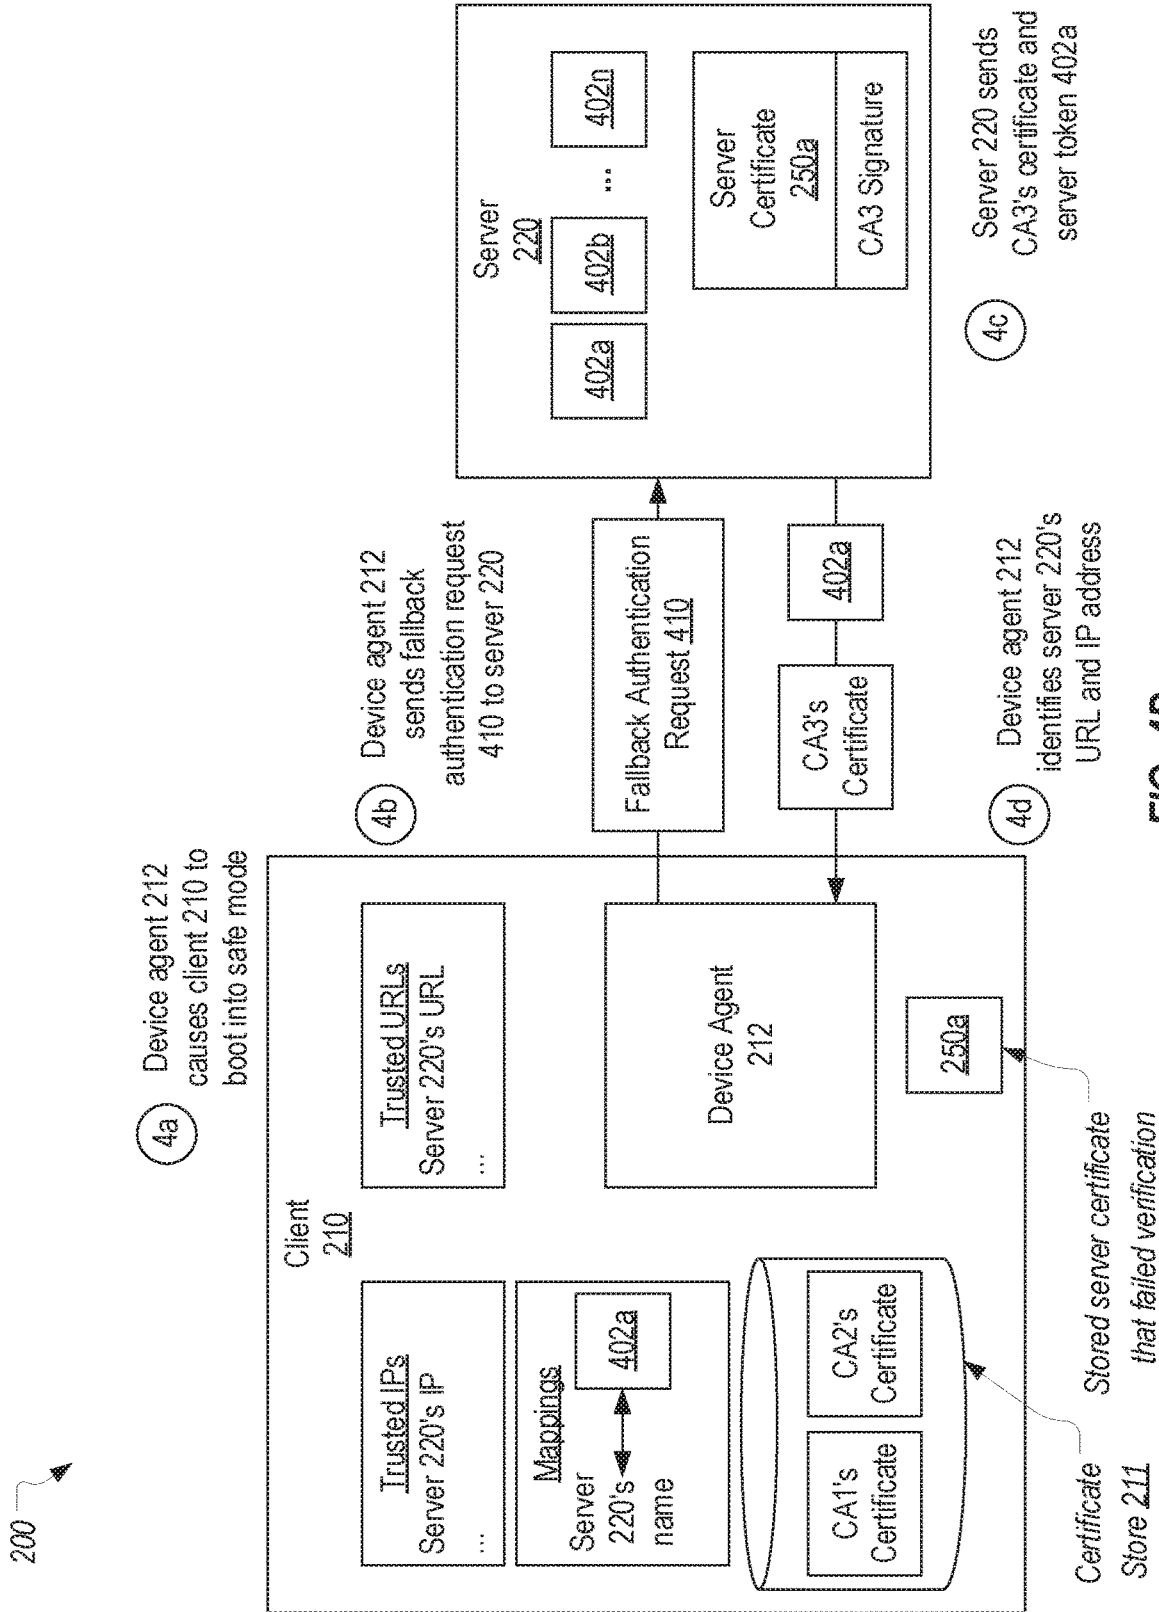 200
4a
Device agent 212
causes client 210 to
boot into safe mode
4b
Device agent 212
sends fallback
authentication request
410 to server 220
Client
210
Trusted IPs
Server 220's IP
...
Trusted URLs
Server 220's URL
...
Mappings
Server
220's
name
402a
Device Agent
212
CA1's
Certificate
CA2's
Certificate
250a
Certificate
Store 211
Stored server certificate
that failed verification
Fallback Authentication
Request 410
CA3's
Certificate
402a
4d
Device agent 212
identifies server 220's
URL and IP address
Server
220
402a
402b
...
402n
Server
Certificate
250a
CA3 Signature
4c
Server 220 sends
CA3's certificate and
server token 402a